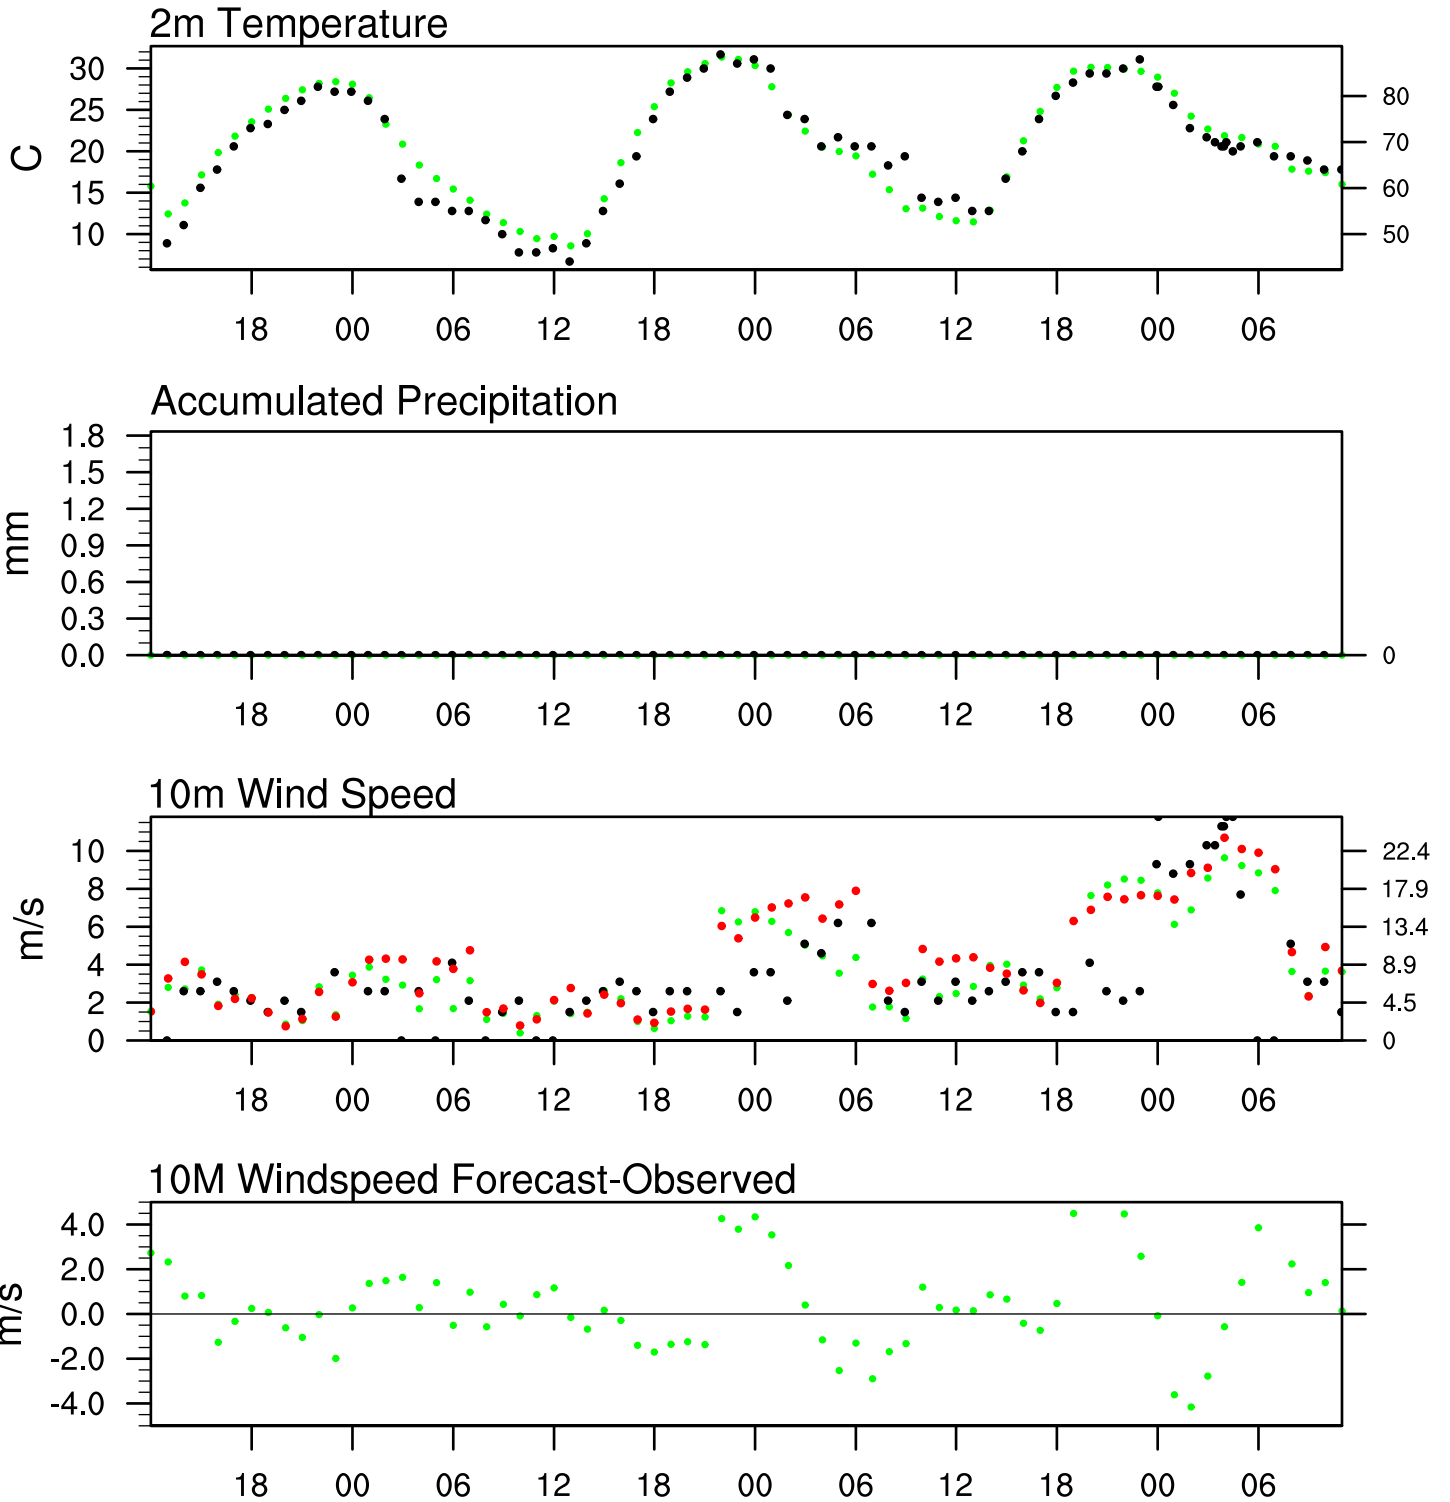 2m Temperature
30
25
20
15
10
C
80
70
60
50
18 00 06 12 18 00 06 12 18 00 06
Accumulated Precipitation
1.8
1.5
1.2
0.9
0.6
0.3
0.0
mm
0
18 00 06 12 18 00 06 12 18 00 06
10m Wind Speed
10
8
6
4
2
0
m/s
22.4
17.9
13.4
8.9
4.5
0
18 00 06 12 18 00 06 12 18 00 06
10M Windspeed Forecast-Observed
4.0
2.0
0.0
-2.0
-4.0
m/s
18 00 06 12 18 00 06 12 18 00 06